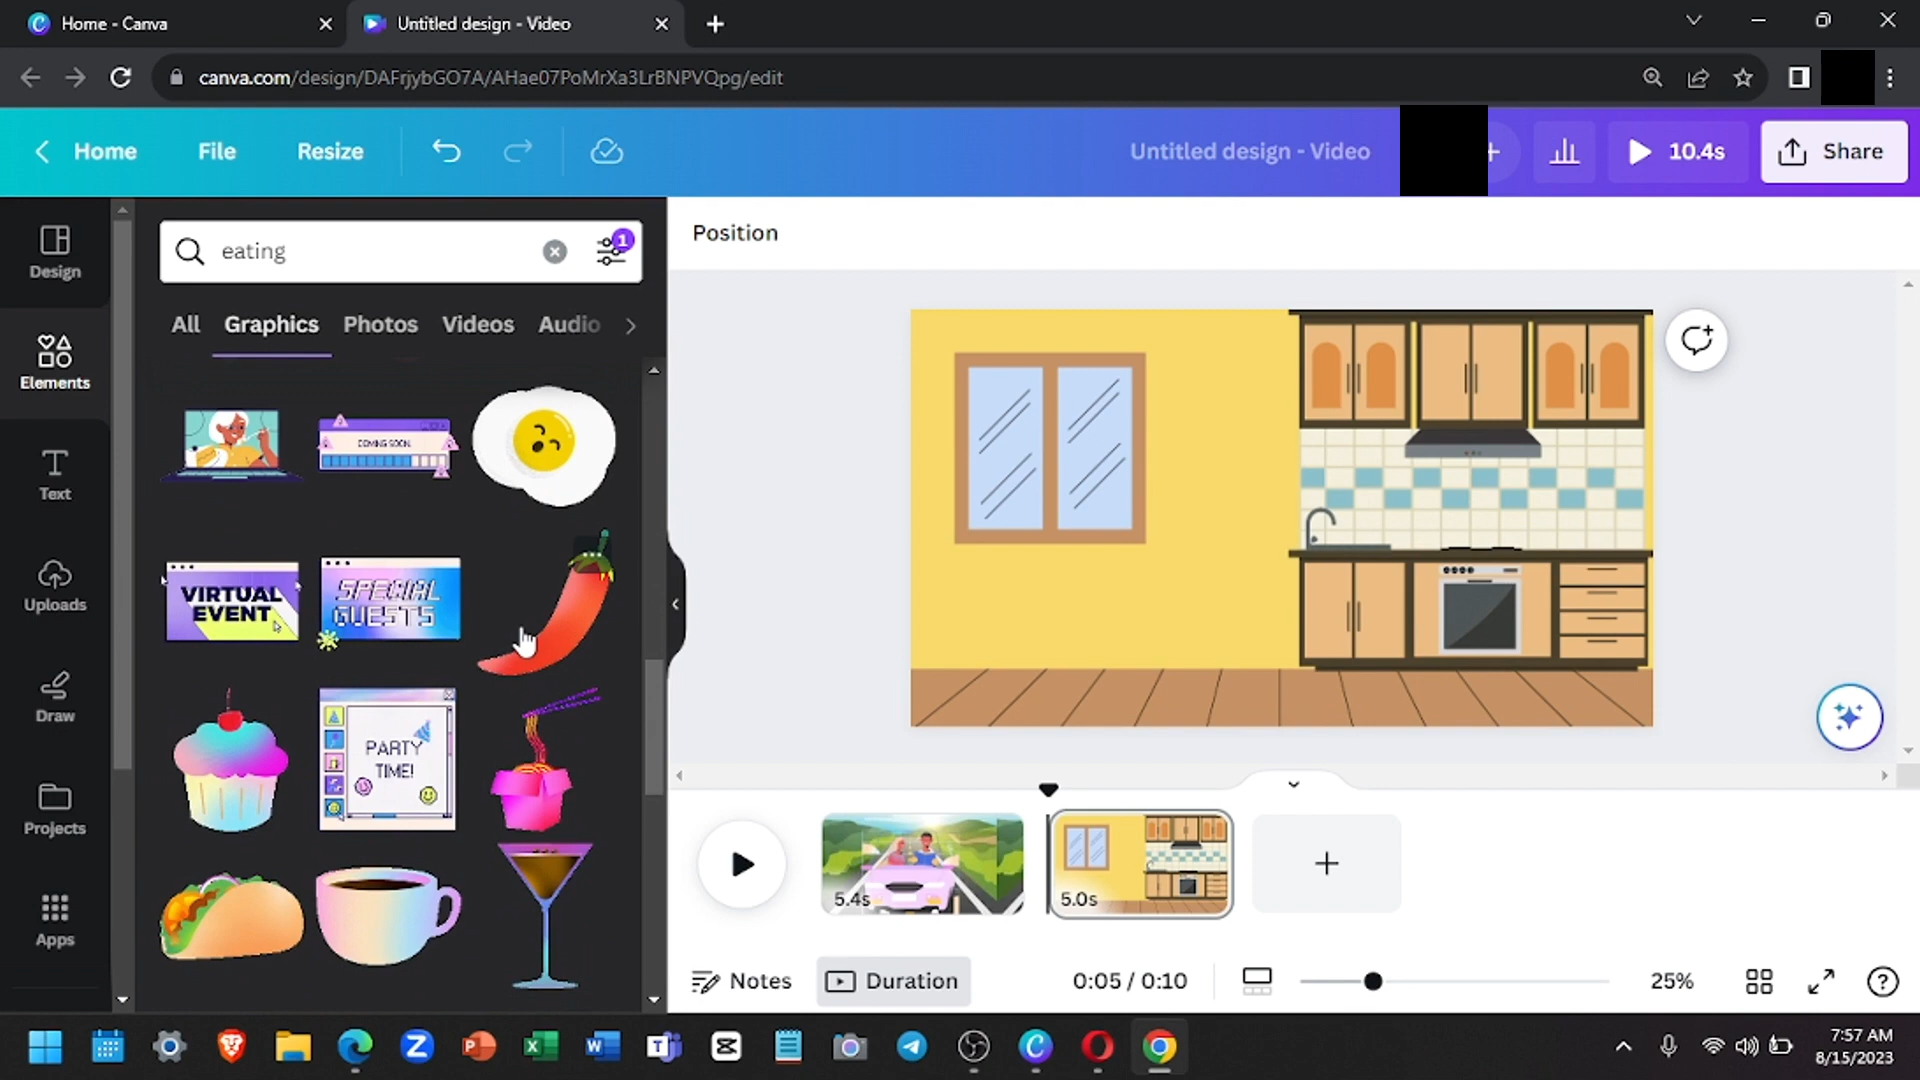 Home - Canva
Untitled design - Video
canva.com/design/DAFrjybGO7A/AHae07PoMrXa3LrBNPVQpg/edit
Home
File
Resize
Untitled design - Video
10.4s
Share
Design
Elements
Text
Uploads
Draw
Projects
Apps
eating
1
All
Graphics
Photos
Videos
Audio
COMING SOON
VIRTUAL
EVENT
SPECIAL
GUESTS
PARTY
TIME!
Position
5.4s
5.0s
Notes
Duration
0:05 / 0:10
25%
7:57 AM
8/15/2023